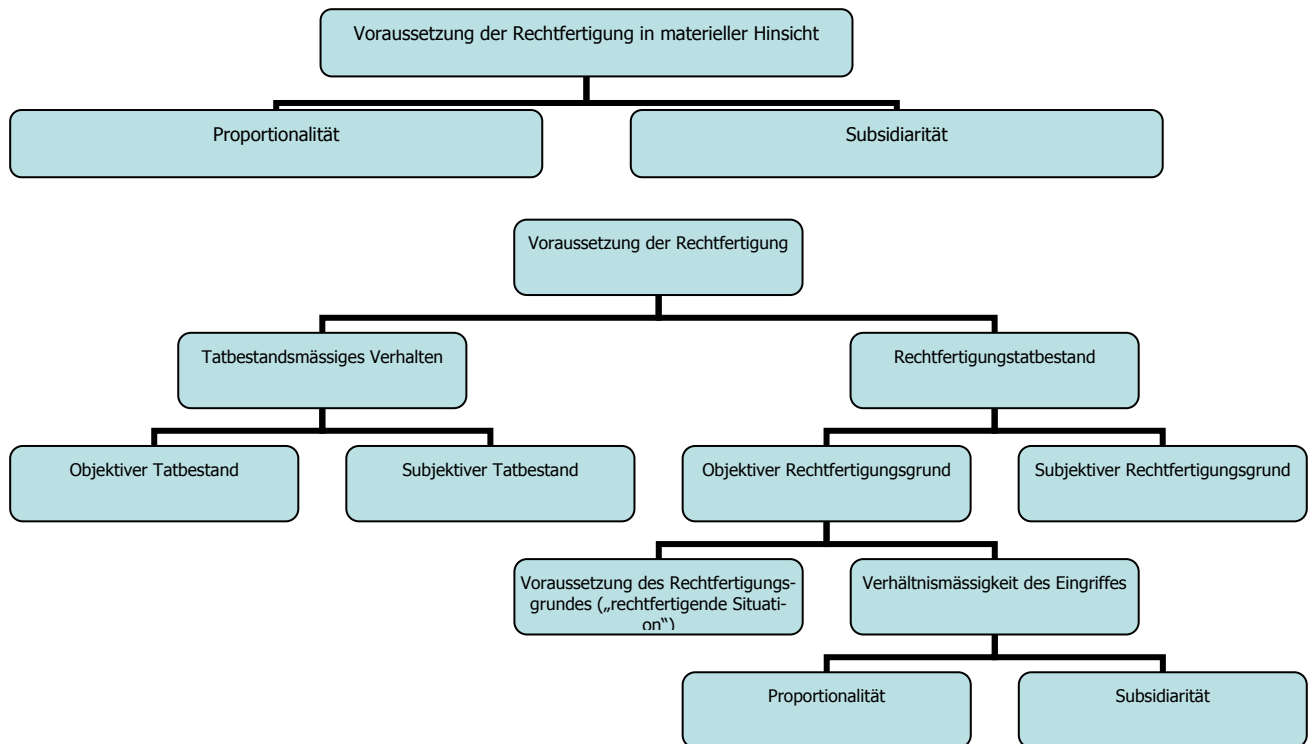 Voraussetzung der Rechtfertigung in materieller Hinsicht
Proportionalität
Subsidiarität
Voraussetzung der Rechtfertigung
Tatbestandsmässiges Verhalten
Rechtfertigungstatbestand
Objektiver Tatbestand
Subjektiver Tatbestand
Objektiver Rechtfertigungsgrund
Subjektiver Rechtfertigungsgrund
Voraussetzung des Rechtfertigungs-
grundes („rechtfertigende Situati-
on“)
Verhältnismässigkeit des Eingriffes
Proportionalität
Subsidiarität